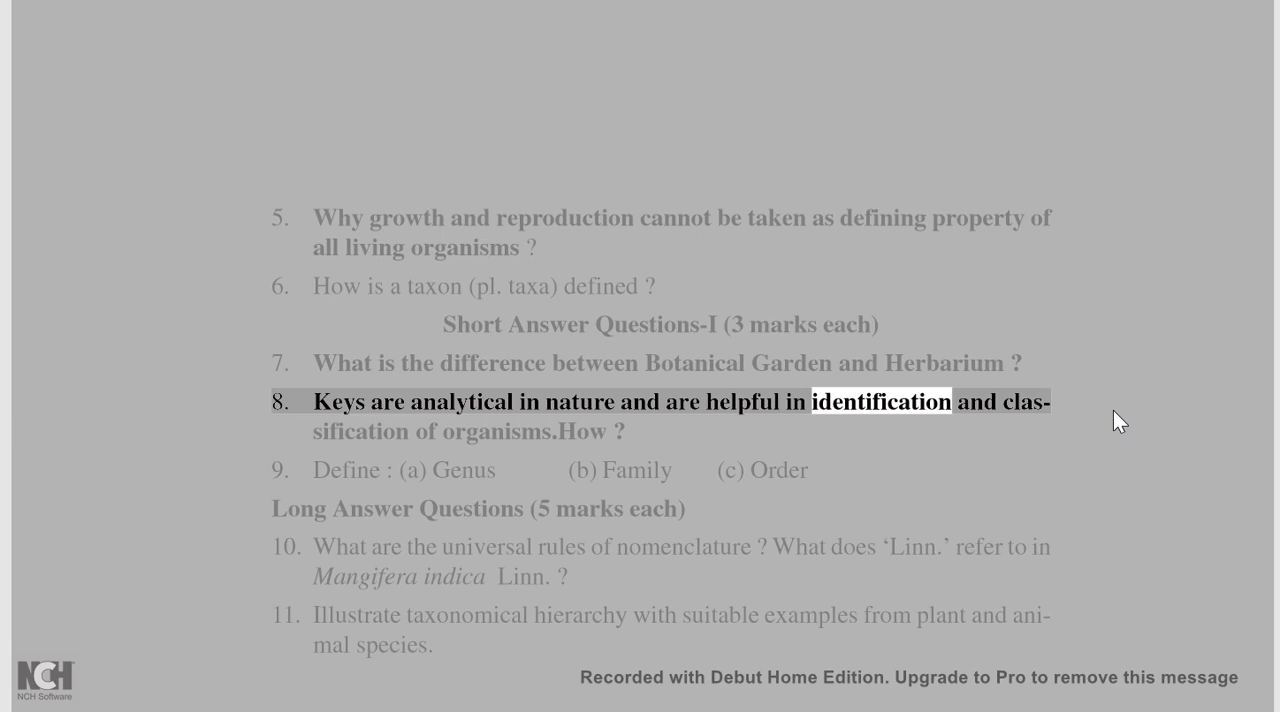 5. Why growth and reproduction cannot be taken as defining property of
all living organisms ?
6. How is a taxon (pl. taxa) defined ?
Short Answer Questions-I (3 marks each)
7. What is the difference between Botanical Garden and Herbarium ?
8. Keys are analytical in nature and are helpful in identification and clas-
sification of organisms.How ?
9. Define : (a) Genus (b) Family (c) Order
Long Answer Questions (5 marks each)
10. What are the universal rules of nomenclature ? What does ‘Linn.’ refer to in
Mangifera indica Linn. ?
11. Illustrate taxonomical hierarchy with suitable examples from plant and ani-
mal species.
NCH
NCH Software
Recorded with Debut Home Edition. Upgrade to Pro to remove this message